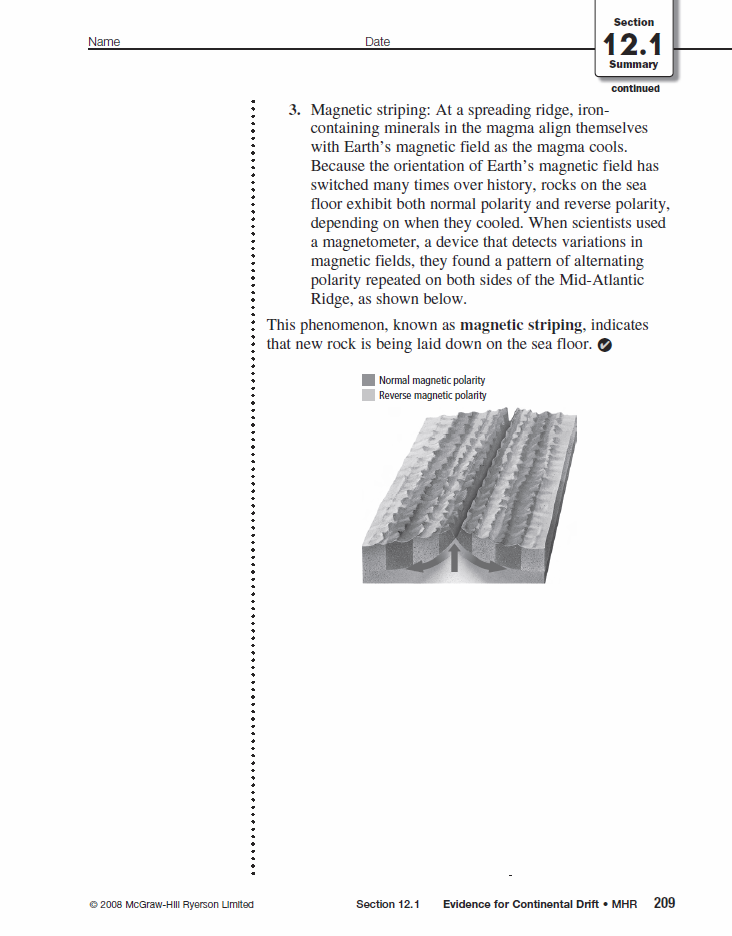 Section
Name Date 12.1
Summary
continued
3. Magnetic striping: At a spreading ridge, iron-
containing minerals in the magma align themselves
with Earth's magnetic field as the magma cools.
Because the orientation of Earth's magnetic field has
switched many times over history, rocks on the sea
floor exhibit both normal polarity and reverse polarity,
depending on when they cooled. When scientists used
a magnetometer, a device that detects variations in
magnetic fields, they found a pattern of alternating
polarity repeated on both sides of the Mid-Atlantic
Ridge, as shown below.
This phenomenon, known as magnetic striping, indicates
that new rock is being laid down on the sea floor.
Normal magnetic polarity
Reverse magnetic polarity
© 2008 McGraw-Hill Ryerson Limited Section 12.1 Evidence for Continental Drift • MHR 209